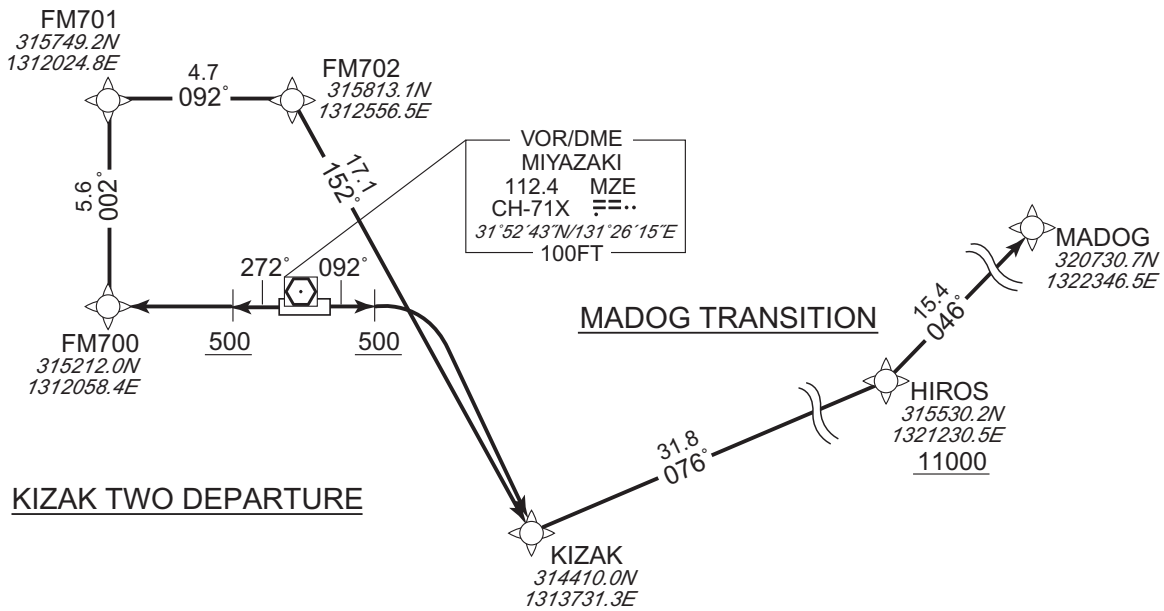 FM701
315749.2N
1312024.8E
4.7
092°
FM702
315813.1N
1312556.5E
5.6
002°
17.1
152°
VOR/DME
MIYAZAKI
112.4 MZE
CH-71X
31°52′43″N/131°26′15″E
100FT
272° 092°
500
500
FM700
315212.0N
1312058.4E
MADOG
320730.7N
1322346.5E
15.4
046°
MADOG TRANSITION
HIROS
315530.2N
1321230.5E
11000
31.8
076°
KIZAK TWO DEPARTURE
KIZAK
314410.0N
1313731.3E